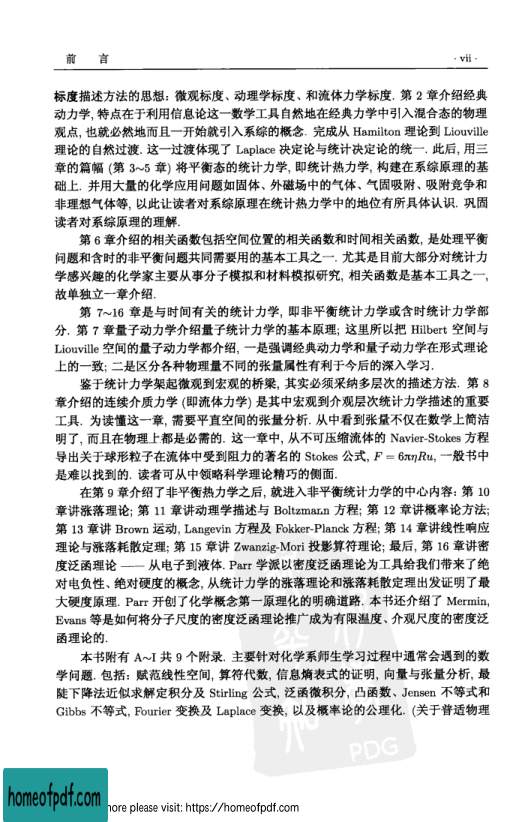 前 言 · vii ·
标度描述方法的思想: 微观标度、动理学标度、和流体力学标度. 第 2 章介绍经典
动力学, 特点在于利用信息论这一数学工具自然地在经典力学中引入混合态的物理
观点, 也就必然地而且一开始就引入系综的概念. 完成从 Hamilton 理论到 Liouville
理论的自然过渡. 这一过渡体现了 Laplace 决定论与统计决定论的统一. 此后, 用三
章的篇幅 (第 3~5 章) 将平衡态的统计力学, 即统计热力学, 构建在系综原理的基
础上. 并用大量的化学应用问题如固体、外磁场中的气体、气固吸附、吸附竞争和
非理想气体等, 以此让读者对系综原理在统计热力学中的地位有所具体认识. 巩固
读者对系综原理的理解.
第 6 章介绍的相关函数包括空间位置的相关函数和时间相关函数, 是处理平衡
问题和含时的非平衡问题共同需要用的基本工具之一. 尤其是目前大部分对统计力
学感兴趣的化学家主要从事分子模拟和材料模拟研究, 相关函数是基本工具之一,
故单独立一章介绍.
第 7~16 章是与时间有关的统计力学, 即非平衡统计力学或含时统计力学部
分. 第 7 章量子动力学介绍量子统计力学的基本原理; 这里所以把 Hilbert 空间与
Liouville 空间的量子动力学都介绍, 一是强调经典动力学和量子动力学在形式理论
上的一致; 二是区分各种物理量不同的张量属性有利于今后的深入学习.
鉴于统计力学架起微观到宏观的桥梁, 其实必须采纳多层次的描述方法. 第 8
章介绍的连续介质力学 (即流体力学) 是其中宏观到介观层次统计力学描述的重要
工具. 为读懂这一章, 需要平直空间的张量分析. 从中看到张量不仅在数学上简洁
明了, 而且在物理上都是必需的. 这一章中, 从不可压缩流体的 Navier-Stokes 方程
导出关于球形粒子在流体中受到阻力的著名的 Stokes 公式, F = 6πηRu, 一般书中
是难以找到的. 读者可从中领略科学理论精巧的侧面.
在第 9 章介绍了非平衡热力学之后, 就进入非平衡统计力学的中心内容: 第 10
章讲涨落理论; 第 11 章讲动理学描述与 Boltzmann 方程; 第 12 章讲概率论方法;
第 13 章讲 Brown 运动, Langevin 方程及 Fokker-Planck 方程; 第 14 章讲线性响应
理论与涨落耗散定理; 第 15 章讲 Zwanzig-Mori 投影算符理论; 最后, 第 16 章讲密
度泛函理论 —— 从电子到液体. Parr 学派以密度泛函理论为工具给我们带来了绝
对电负性、绝对硬度的概念, 从统计力学的涨落理论和涨落耗散定理出发证明了最
大硬度原理. Parr 开创了化学概念第一原理化的明确道路. 本书还介绍了 Mermin,
Evans 等是如何将分子尺度的密度泛函理论推广成为有限温度、介观尺度的密度泛
函理论的.
本书附有 A~I 共 9 个附录. 主要针对化学系师生学习过程中通常会遇到的数
学问题. 包括: 赋范线性空间, 算符代数, 信息熵表式的证明, 向量与张量分析, 最
陡下降法近似求解定积分及 Stirling 公式, 泛函微积分, 凸函数、Jensen 不等式和
Gibbs 不等式, Fourier 变换及 Laplace 变换, 以及概率论的公理化. (关于普适物理
PDG
homeofpdf.com
more please visit: https://homeofpdf.com